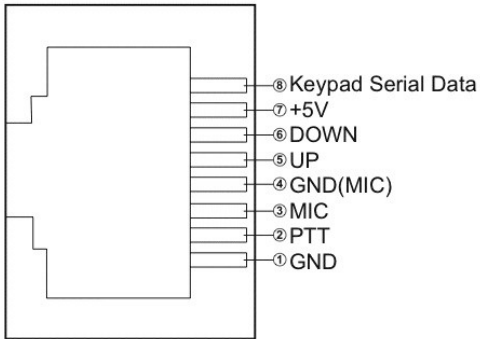 ⑧Keypad Serial Data
⑦+5V
⑥DOWN
⑤UP
④GND(MIC)
③MIC
②PTT
①GND